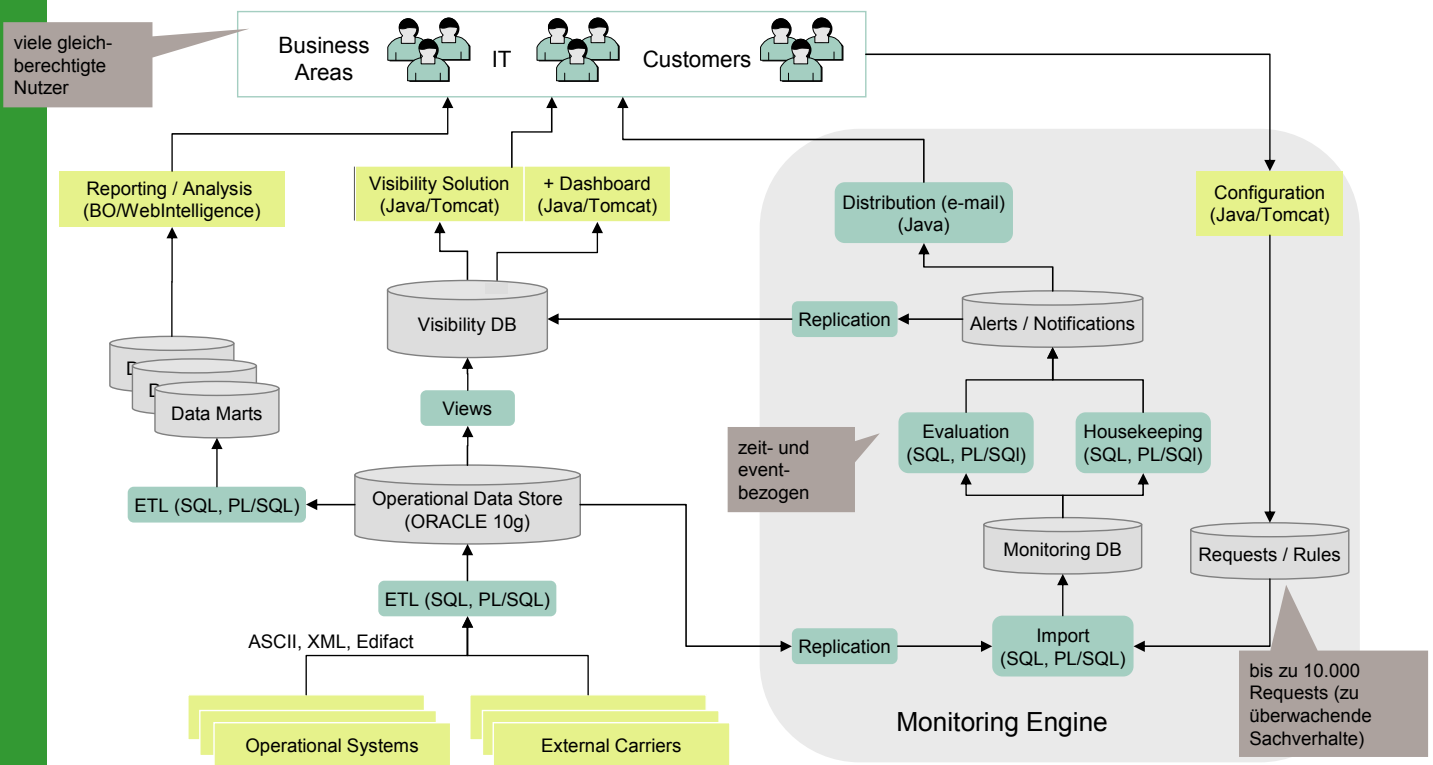 viele gleich-
berechtigte
Nutzer
Business
Areas
IT
Customers
Reporting / Analysis
(BO/WebIntelligence)
Visibility Solution
(Java/Tomcat)
+ Dashboard
(Java/Tomcat)
Distribution (e-mail)
(Java)
Configuration
(Java/Tomcat)
Visibility DB
Replication
Alerts / Notifications
D
D
Data Marts
Views
zeit- und
event-
bezogen
Evaluation
(SQL, PL/SQl)
Housekeeping
(SQL, PL/SQl)
ETL (SQL, PL/SQL)
Operational Data Store
(ORACLE 10g)
Monitoring DB
Requests / Rules
ETL (SQL, PL/SQL)
ASCII, XML, Edifact
Replication
Import
(SQL, PL/SQL)
bis zu 10.000
Requests (zu
überwachende
Sachverhalte)
Operational Systems
External Carriers
Monitoring Engine